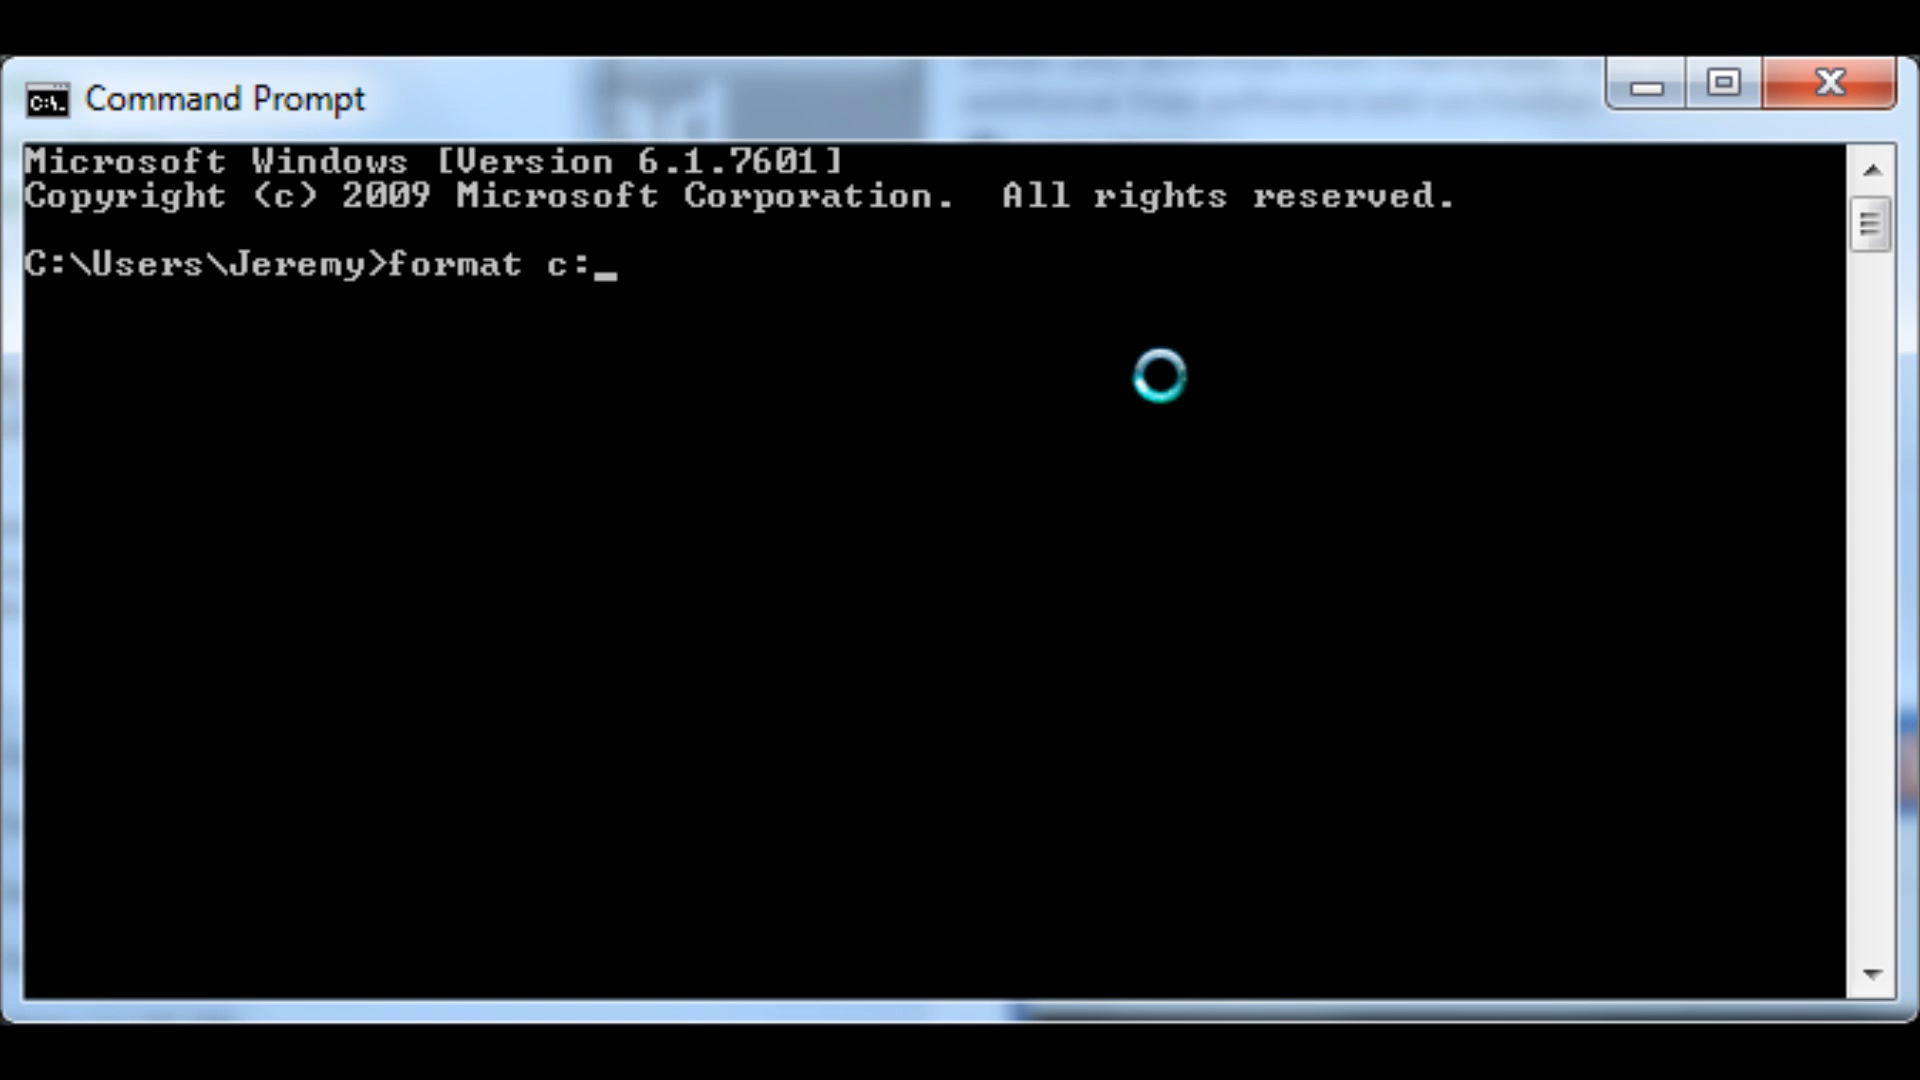 Command Prompt
Microsoft Windows [Version 6.1.7601]
Copyright (c) 2009 Microsoft Corporation.  All rights reserved.
C:\Users\Jeremy>format c:_